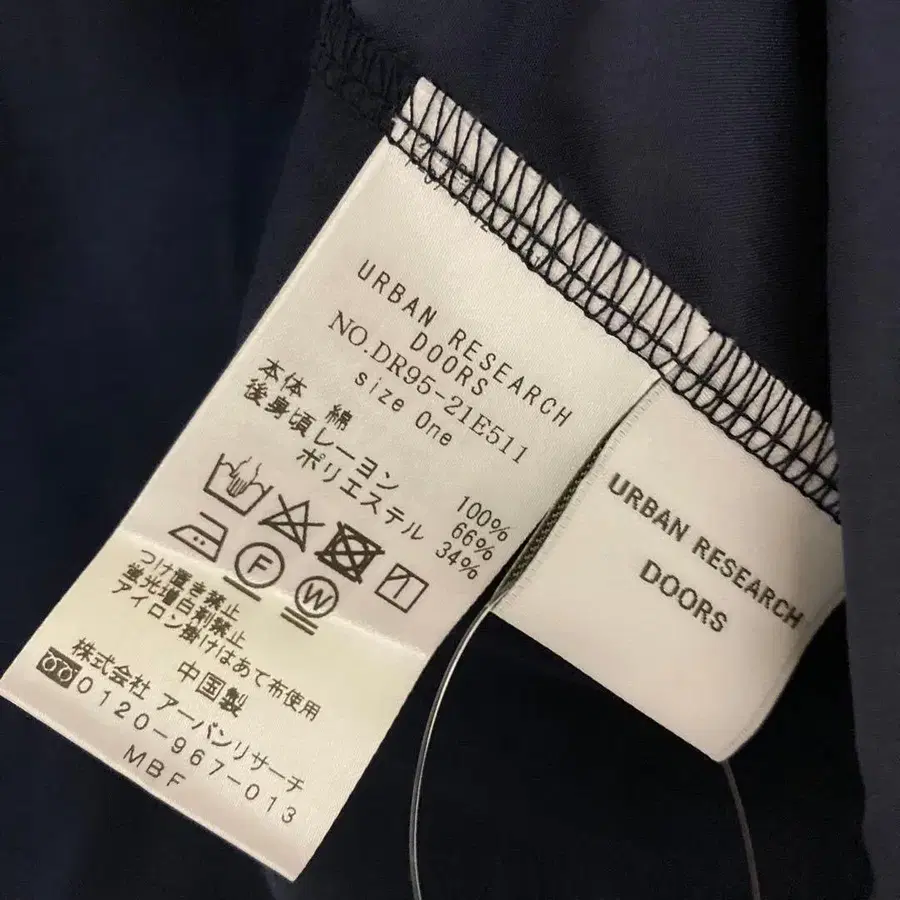 URBAN RESEARCH
DOORS
NO.DR95-21E511
size One
本体 綿 100%
後身頃 レーヨン 66%
ポリエステル 34%
F
W
つけ置き禁止
蛍光増白剤禁止
アイロン掛けはあて布使用
中国製
株式会社 アーバンリサーチ
0120-967-013
MBF
URBAN RESEARCH
DOORS